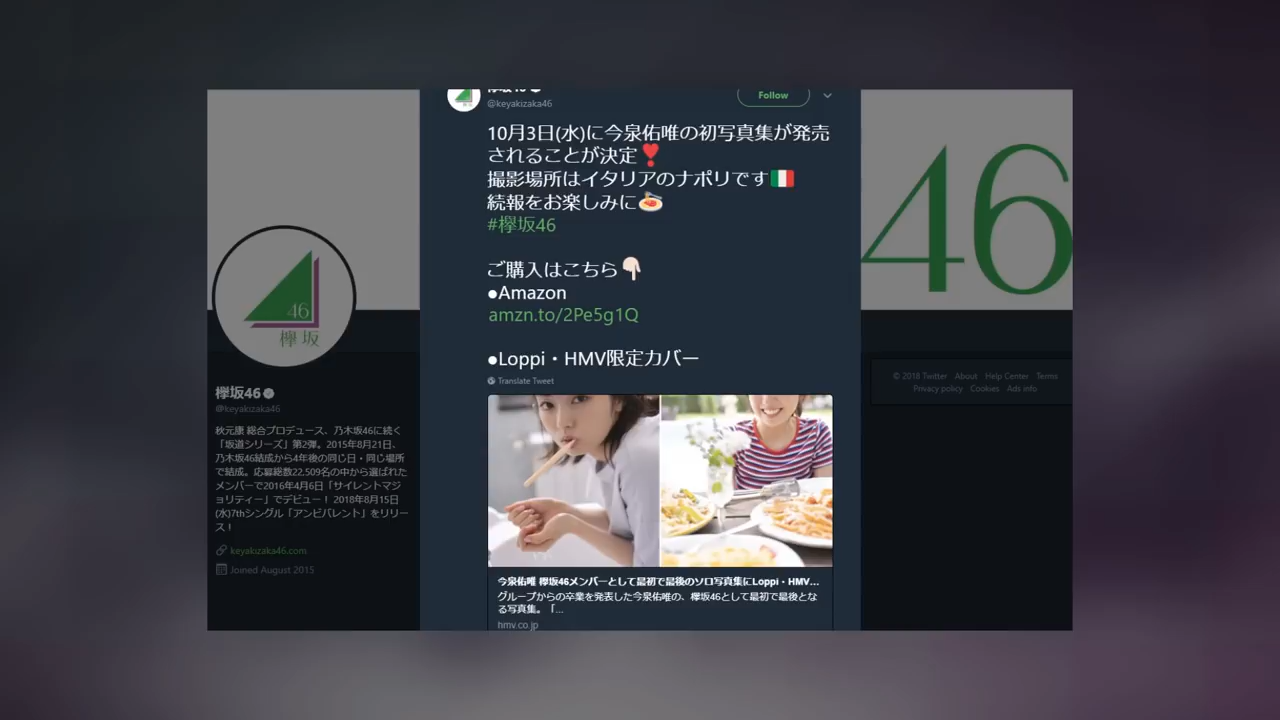 46
欅坂
欅坂46
@keyakizaka46
秋元康 総合プロデュース、乃木坂46に続く
「坂道シリーズ」第2弾。2015年8月21日、
乃木坂46結成から4年後の同じ日・同じ場所
で結成。応募総数22,509名の中から選ばれた
メンバーで2016年4月6日「サイレントマジ
ョリティー」でデビュー！ 2018年8月15日
(水)7thシングル「アンビバレント」をリリー
ス！
keyakizaka46.com
Joined August 2015
@keyakizaka46
Follow
10月3日(水)に今泉佑唯の初写真集が発売
されることが決定❣
撮影場所はイタリアのナポリです🇮🇹
続報をお楽しみに🍝
#欅坂46
ご購入はこちら👇🏻
●Amazon
amzn.to/2Pe5g1Q
●Loppi・HMV限定カバー
Translate Tweet
今泉佑唯 欅坂46メンバーとして最初で最後のソロ写真集にLoppi・HMV...
グループからの卒業を発表した今泉佑唯の、欅坂46として最初で最後とな
る写真集。「...
hmv.co.jp
46
© 2018 Twitter About Help Center Terms
Privacy policy Cookies Ads info